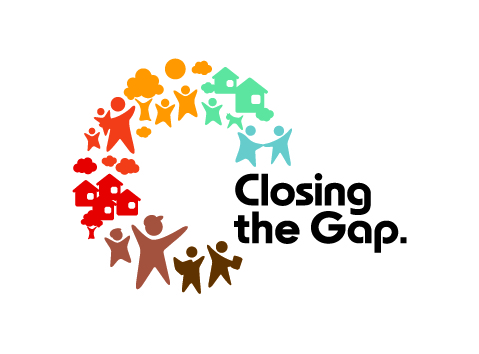 Closing
the Gap.